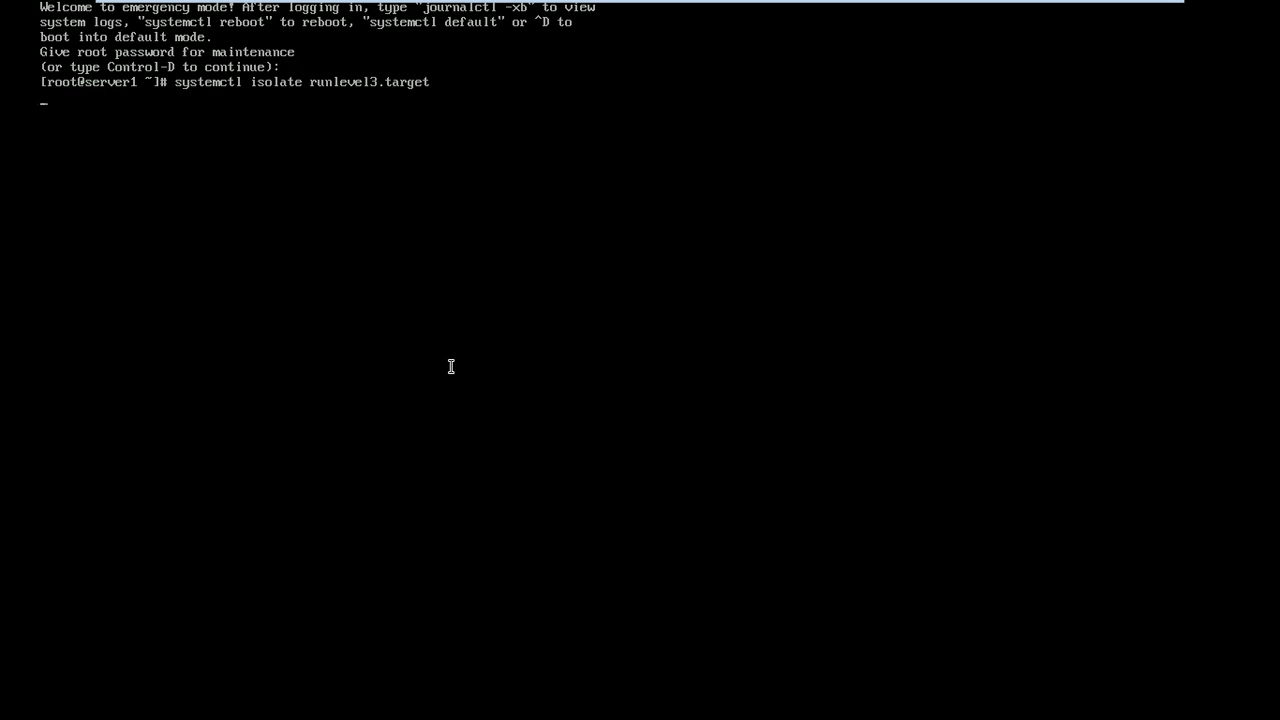 Welcome to emergency mode! After logging in, type "journalctl -xb" to view
system logs, "systemctl reboot" to reboot, "systemctl default" or ^D to
boot into default mode.
Give root password for maintenance
(or type Control-D to continue):
[root@server1 ~]# systemctl isolate runlevel3.target